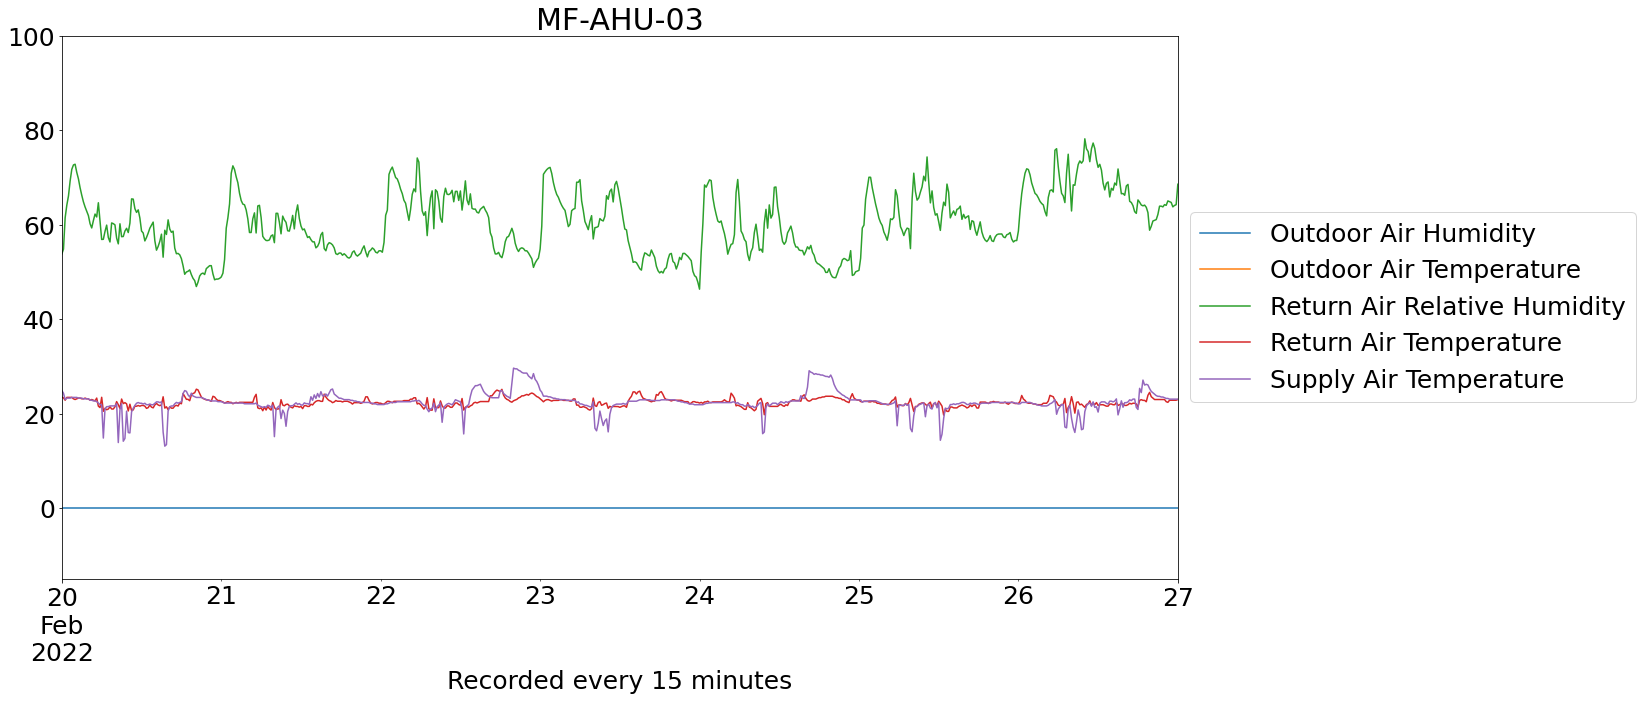 MF-AHU-03
100
80
60
40
20
0
20 21 22 23 24 25 26 27
Feb
2022
Recorded every 15 minutes
Outdoor Air Humidity
Outdoor Air Temperature
Return Air Relative Humidity
Return Air Temperature
Supply Air Temperature